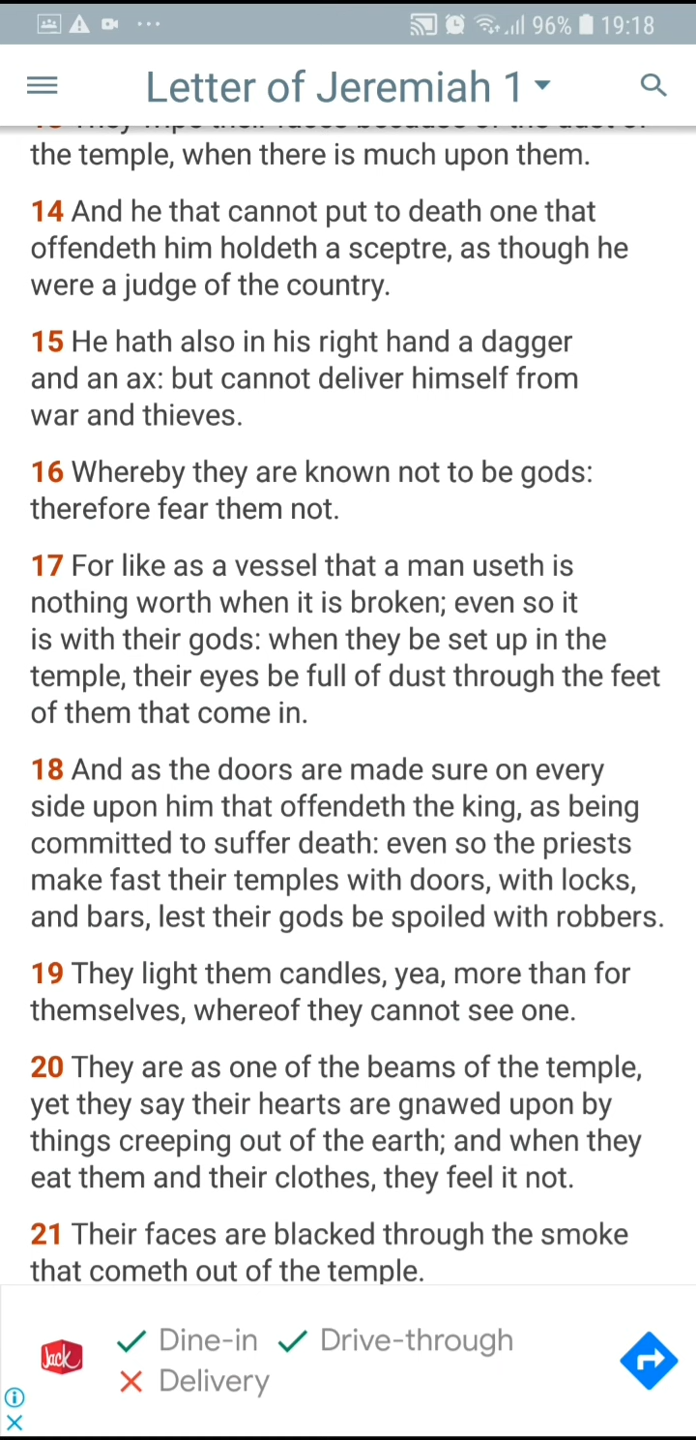 96% 19:18
Letter of Jeremiah 1
the temple, when there is much upon them.
14 And he that cannot put to death one that
offendeth him holdeth a sceptre, as though he
were a judge of the country.
15 He hath also in his right hand a dagger
and an ax: but cannot deliver himself from
war and thieves.
16 Whereby they are known not to be gods:
therefore fear them not.
17 For like as a vessel that a man useth is
nothing worth when it is broken; even so it
is with their gods: when they be set up in the
temple, their eyes be full of dust through the feet
of them that come in.
18 And as the doors are made sure on every
side upon him that offendeth the king, as being
committed to suffer death: even so the priests
make fast their temples with doors, with locks,
and bars, lest their gods be spoiled with robbers.
19 They light them candles, yea, more than for
themselves, whereof they cannot see one.
20 They are as one of the beams of the temple,
yet they say their hearts are gnawed upon by
things creeping out of the earth; and when they
eat them and their clothes, they feel it not.
21 Their faces are blacked through the smoke
that cometh out of the temple.
Jack
Dine-in Drive-through
Delivery